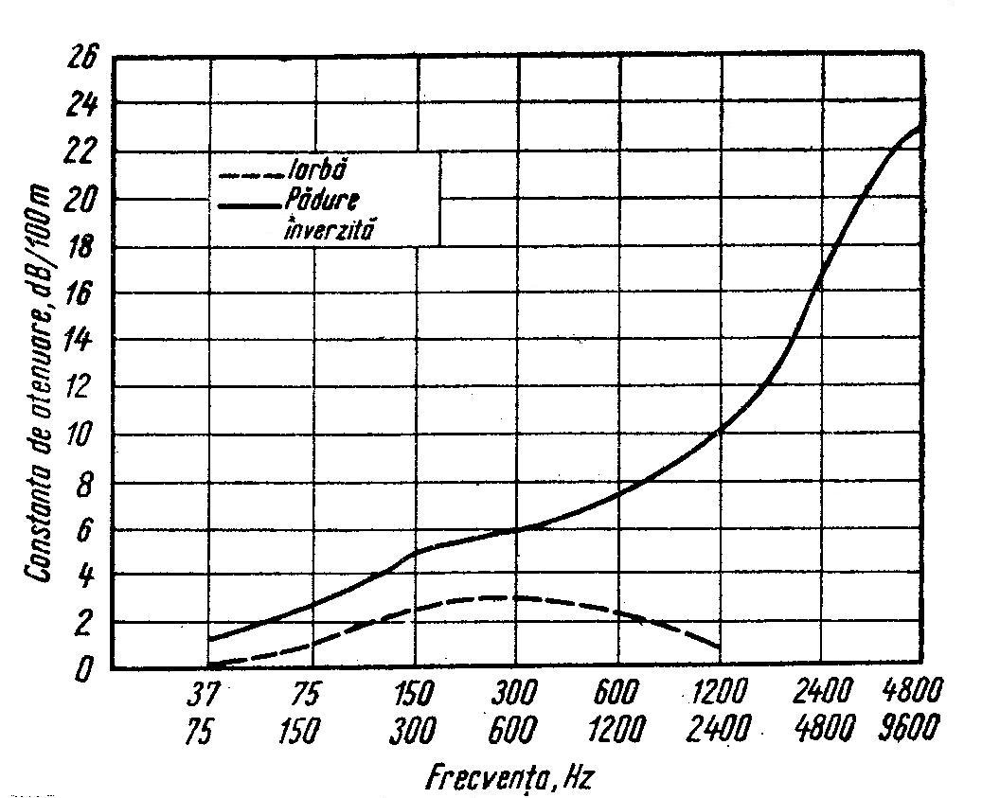 26
24
22
20
18
16
14
12
10
8
6
4
2
0
Constanta de atenuare, dB/100m
Iarbă
Pădure
înverzită
37 75 150 300 600 1200 2400 4800
75 150 300 600 1200 2400 4800 9600
Frecvența, Hz